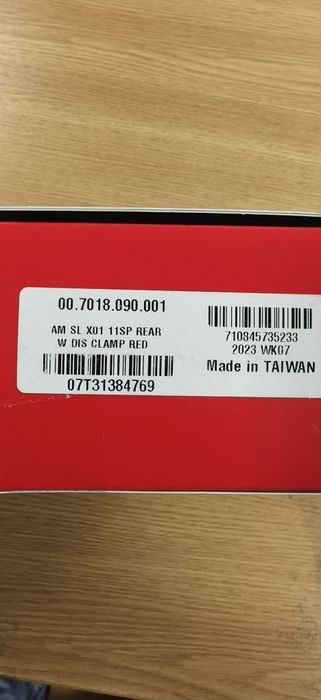 00.7018.090.001
AM SL X01 11SP REAR
W DIS CLAMP RED
07T31384769
710845735233
2023 WK07
Made in TAIWAN